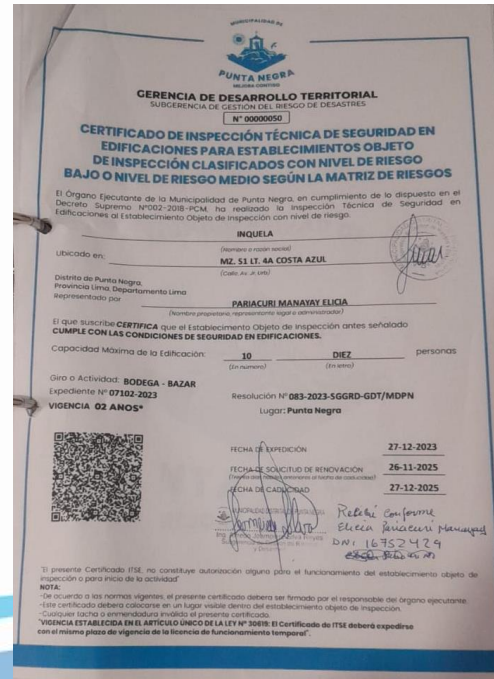 MUNICIPALIDAD DE
PUNTA NEGRA
MEJORA CONTIGO
GERENCIA DE DESARROLLO TERRITORIAL
SUBGERENCIA DE GESTIÓN DEL RIESGO DE DESASTRES
N° 00000050
CERTIFICADO DE INSPECCIÓN TÉCNICA DE SEGURIDAD EN
EDIFICACIONES PARA ESTABLECIMIENTOS OBJETO
DE INSPECCIÓN CLASIFICADOS CON NIVEL DE RIESGO
BAJO O NIVEL DE RIESGO MEDIO SEGÚN LA MATRIZ DE RIESGOS
El Órgano Ejecutante de la Municipalidad de Punta Negra, en cumplimiento de lo dispuesto en el
Decreto Supremo N°002-2018-PCM, ha realizado la Inspección Técnica de Seguridad en
Edificaciones al Establecimiento Objeto de Inspección con nivel de riesgo.
INQUELA
(Nombre o razón social)
Ubicado en: MZ. 51 LT. 4A COSTA AZUL
(Calle Av Jr. Urb)
Distrito de Punta Negra,
Provincia Lima, Departamento Lima
Representado por PARIACURI MANAYAY ELICIA
(Nombre propietario, representante legal o administrador)
El que suscribe CERTIFICA que el Establecimiento Objeto de Inspección antes señalado
CUMPLE CON LAS CONDICIONES DE SEGURIDAD EN EDIFICACIONES.
Capacidad Máxima de la Edificación: 10 DIEZ personas
(En número) (En letra)
Giro o Actividad: BODEGA - BAZAR
Expediente N° 07102-2023 Resolución N° 083-2023-SGGRD-GDT/MDPN
VIGENCIA 02 ANOS* Lugar: Punta Negra
FECHA DE EXPEDICIÓN 27-12-2023
FECHA DE SOLICITUD DE RENOVACIÓN 26-11-2025
FECHA DE CADUCIDAD 27-12-2025
Recibí conforme
Elicia Pariacuri Manayay
DNI 16752429
"El presente Certificado ITSE, no constituye autorización alguna para el funcionamiento del establecimiento objeto de
inspección o para inicio de la actividad"
NOTA:
-De acuerdo a las normas vigentes, el presente certificado deberá ser firmado por el responsable del órgano ejecutante.
-Este certificado deberá colocarse en un lugar visible dentro del establecimiento objeto de inspección.
-Cualquier tacha o enmendadura invalida el presente certificado.
"VIGENCIA ESTABLECIDA EN EL ARTÍCULO ÚNICO DE LA LEY N° 30619: El Certificado de ITSE deberá expedirse
con el mismo plazo de vigencia de la licencia de funcionamiento temporal".